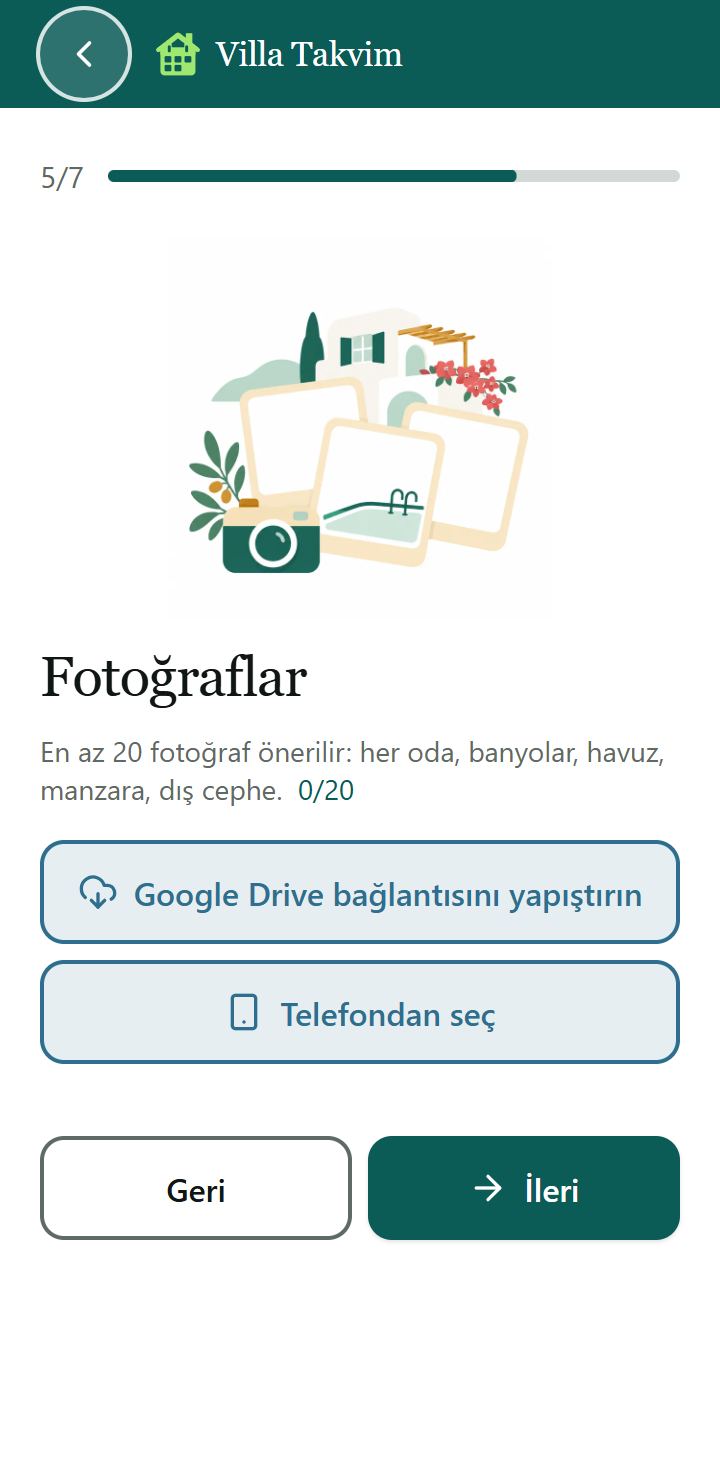 Villa Takvim
5/7
Fotoğraflar
En az 20 fotoğraf önerilir: her oda, banyolar, havuz,
manzara, dış cephe. 0/20
Google Drive bağlantısını yapıştırın
Telefondan seç
Geri
İleri